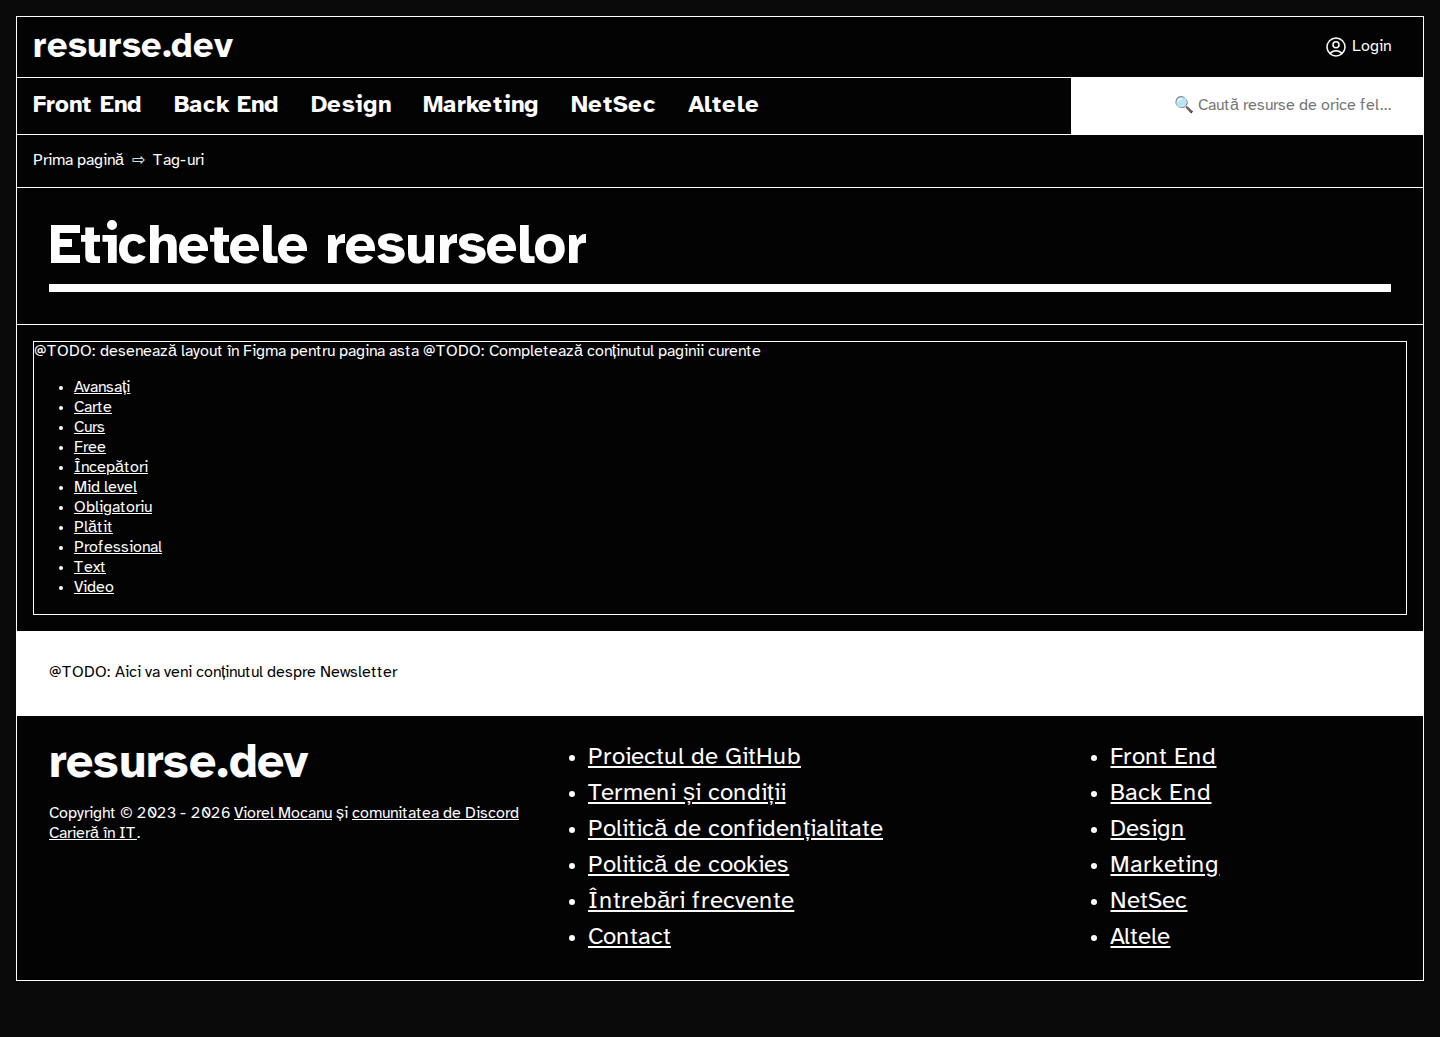 resurse.dev
Login
Front End Back End Design Marketing NetSec Altele
🔍 Caută resurse de orice fel...
Prima pagină ⇨ Tag-uri
Etichetele resurselor
@TODO: desenează layout în Figma pentru pagina asta @TODO: Completează conținutul paginii curente
Avansați
Carte
Curs
Free
Începători
Mid level
Obligatoriu
Plătit
Professional
Text
Video
@TODO: Aici va veni conținutul despre Newsletter
resurse.dev
Copyright © 2023 - 2026 Viorel Mocanu și comunitatea de Discord
Carieră în IT .
Proiectul de GitHub
Termeni și condiții
Politică de confidențialitate
Politică de cookies
Întrebări frecvente
Contact
Front End
Back End
Design
Marketing
NetSec
Altele